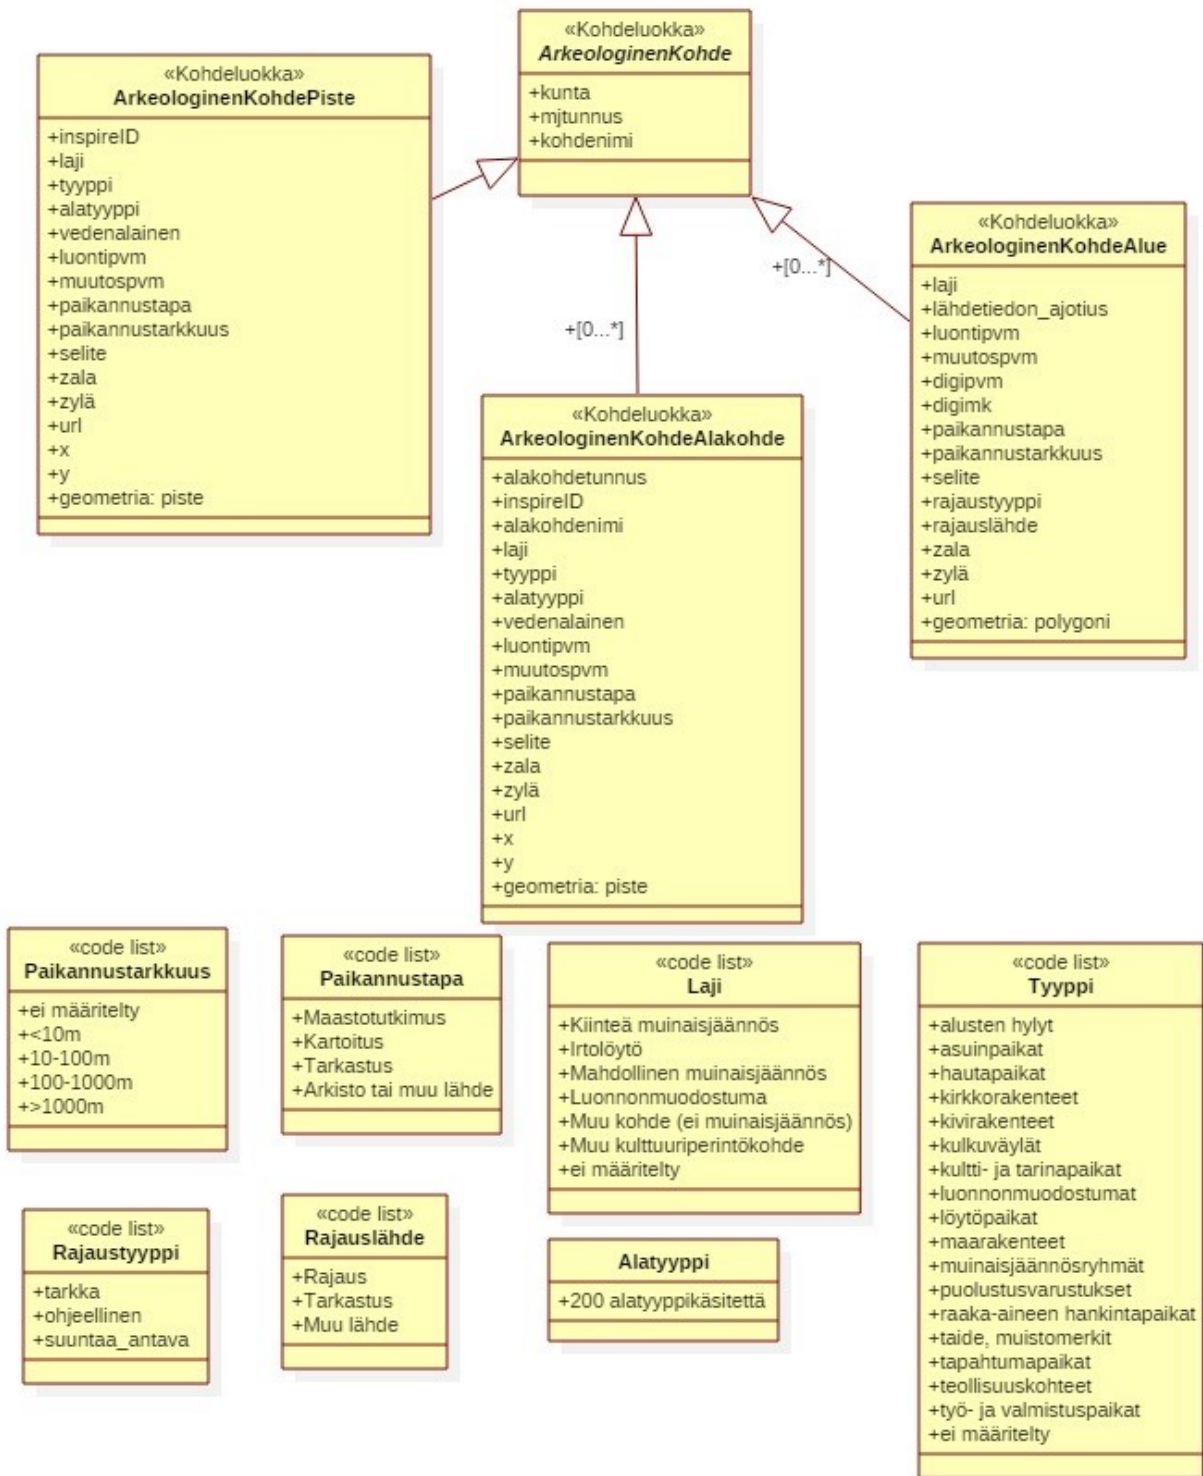 «Kohdeluokka»
ArkeologinenKohde
+kunta
+mjtunnus
+kohdenimi
«Kohdeluokka»
ArkeologinenKohdePiste
+inspireID
+laji
+tyyppi
+alatyyppi
+vedenalainen
+luontipvm
+muutospvm
+paikannustapa
+paikannustarkkuus
+selite
+zala
+zylä
+url
+x
+y
+geometria: piste
«Kohdeluokka»
ArkeologinenKohdeAlue
+laji
+lähdetiedon_ajotius
+luontipvm
+muutospvm
+digipvm
+digimk
+paikannustapa
+paikannustarkkuus
+selite
+rajaustyyppi
+rajauslähde
+zala
+zylä
+url
+geometria: polygoni
+[0...*]
+[0...*]
«Kohdeluokka»
ArkeologinenKohdeAlakohde
+alakohdetunnus
+inspireID
+alakohdenimi
+laji
+tyyppi
+alatyyppi
+vedenalainen
+luontipvm
+muutospvm
+paikannustapa
+paikannustarkkuus
+selite
+zala
+zylä
+url
+x
+y
+geometria: piste
«code list»
Paikannustarkkuus
+ei määritelty
+<10m
+10-100m
+100-1000m
+>1000m
«code list»
Paikannustapa
+Maastotutkimus
+Kartoitus
+Tarkastus
+Arkisto tai muu lähde
«code list»
Laji
+Kiinteä muinaisjäännös
+Irtolöytö
+Mahdollinen muinaisjäännös
+Luonnonmuodostuma
+Muu kohde (ei muinaisjäännös)
+Muu kulttuuriperintökohde
+ei määritelty
«code list»
Tyyppi
+alusten hylyt
+asuinpaikat
+hautapaikat
+kirkkorakenteet
+kivirakenteet
+kulkuväylät
+kultti- ja tarinapaikat
+luonnonmuodostumat
+löytöpaikat
+maarakenteet
+muinaisjäännösryhmät
+puolustusvarustukset
+raaka-aineen hankintapaikat
+taide, muistomerkit
+tapahtumapaikat
+teollisuuskohteet
+työ- ja valmistuspaikat
+ei määritelty
«code list»
Rajaustyyppi
+tarkka
+ohjeellinen
+suuntaa_antava
«code list»
Rajauslähde
+Rajaus
+Tarkastus
+Muu lähde
Alatyyppi
+200 alatyyppikäsitettä